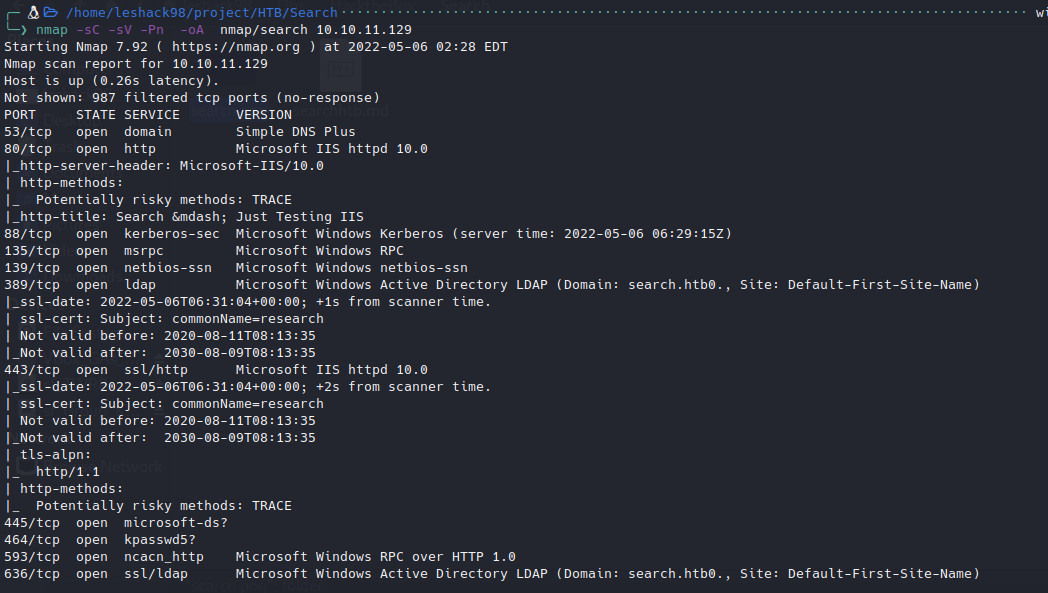 /home/leshack98/project/HTB/Search wi
nmap -sC -sV -Pn -oA nmap/search 10.10.11.129
Starting Nmap 7.92 ( https://nmap.org ) at 2022-05-06 02:28 EDT
Nmap scan report for 10.10.11.129
Host is up (0.26s latency).
Not shown: 987 filtered tcp ports (no-response)
PORT STATE SERVICE VERSION
53/tcp open domain Simple DNS Plus
80/tcp open http Microsoft IIS httpd 10.0
|_http-server-header: Microsoft-IIS/10.0
| http-methods:
|_ Potentially risky methods: TRACE
|_http-title: Search &mdash; Just Testing IIS
88/tcp open kerberos-sec Microsoft Windows Kerberos (server time: 2022-05-06 06:29:15Z)
135/tcp open msrpc Microsoft Windows RPC
139/tcp open netbios-ssn Microsoft Windows netbios-ssn
389/tcp open ldap Microsoft Windows Active Directory LDAP (Domain: search.htb0., Site: Default-First-Site-Name)
|_ssl-date: 2022-05-06T06:31:04+00:00; +1s from scanner time.
| ssl-cert: Subject: commonName=research
| Not valid before: 2020-08-11T08:13:35
|_Not valid after: 2030-08-09T08:13:35
443/tcp open ssl/http Microsoft IIS httpd 10.0
|_ssl-date: 2022-05-06T06:31:04+00:00; +2s from scanner time.
| ssl-cert: Subject: commonName=research
| Not valid before: 2020-08-11T08:13:35
|_Not valid after: 2030-08-09T08:13:35
| tls-alpn:
|_ http/1.1
| http-methods:
|_ Potentially risky methods: TRACE
445/tcp open microsoft-ds?
464/tcp open kpasswd5?
593/tcp open ncacn_http Microsoft Windows RPC over HTTP 1.0
636/tcp open ssl/ldap Microsoft Windows Active Directory LDAP (Domain: search.htb0., Site: Default-First-Site-Name)